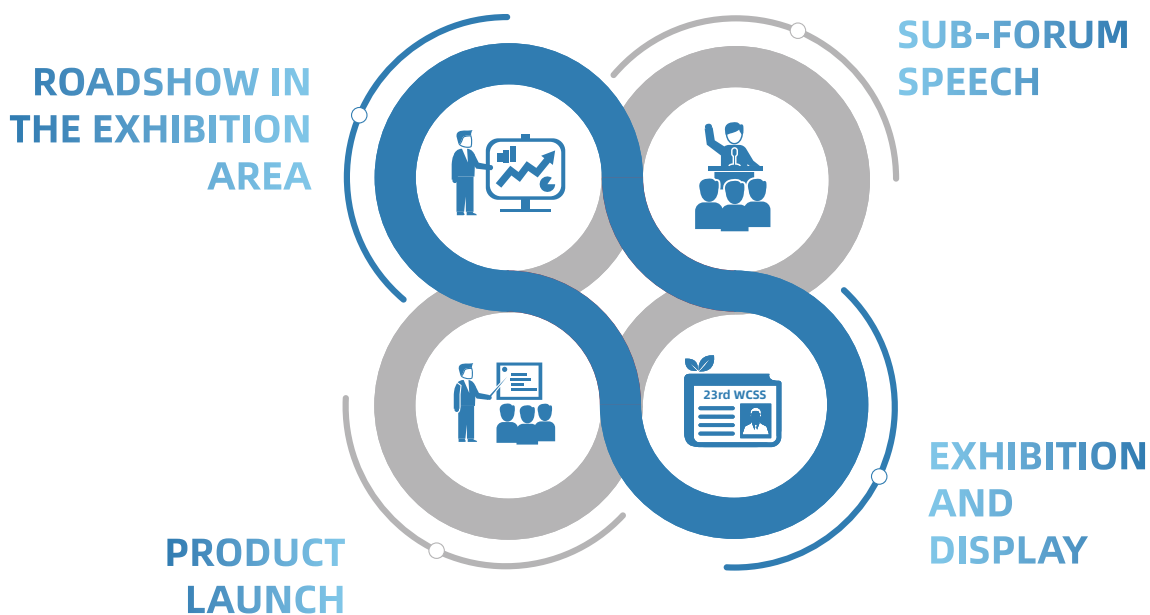 ROADSHOW IN
THE EXHIBITION
AREA
SUB-FORUM
SPEECH
23rd WCSS
PRODUCT
LAUNCH
EXHIBITION
AND
DISPLAY